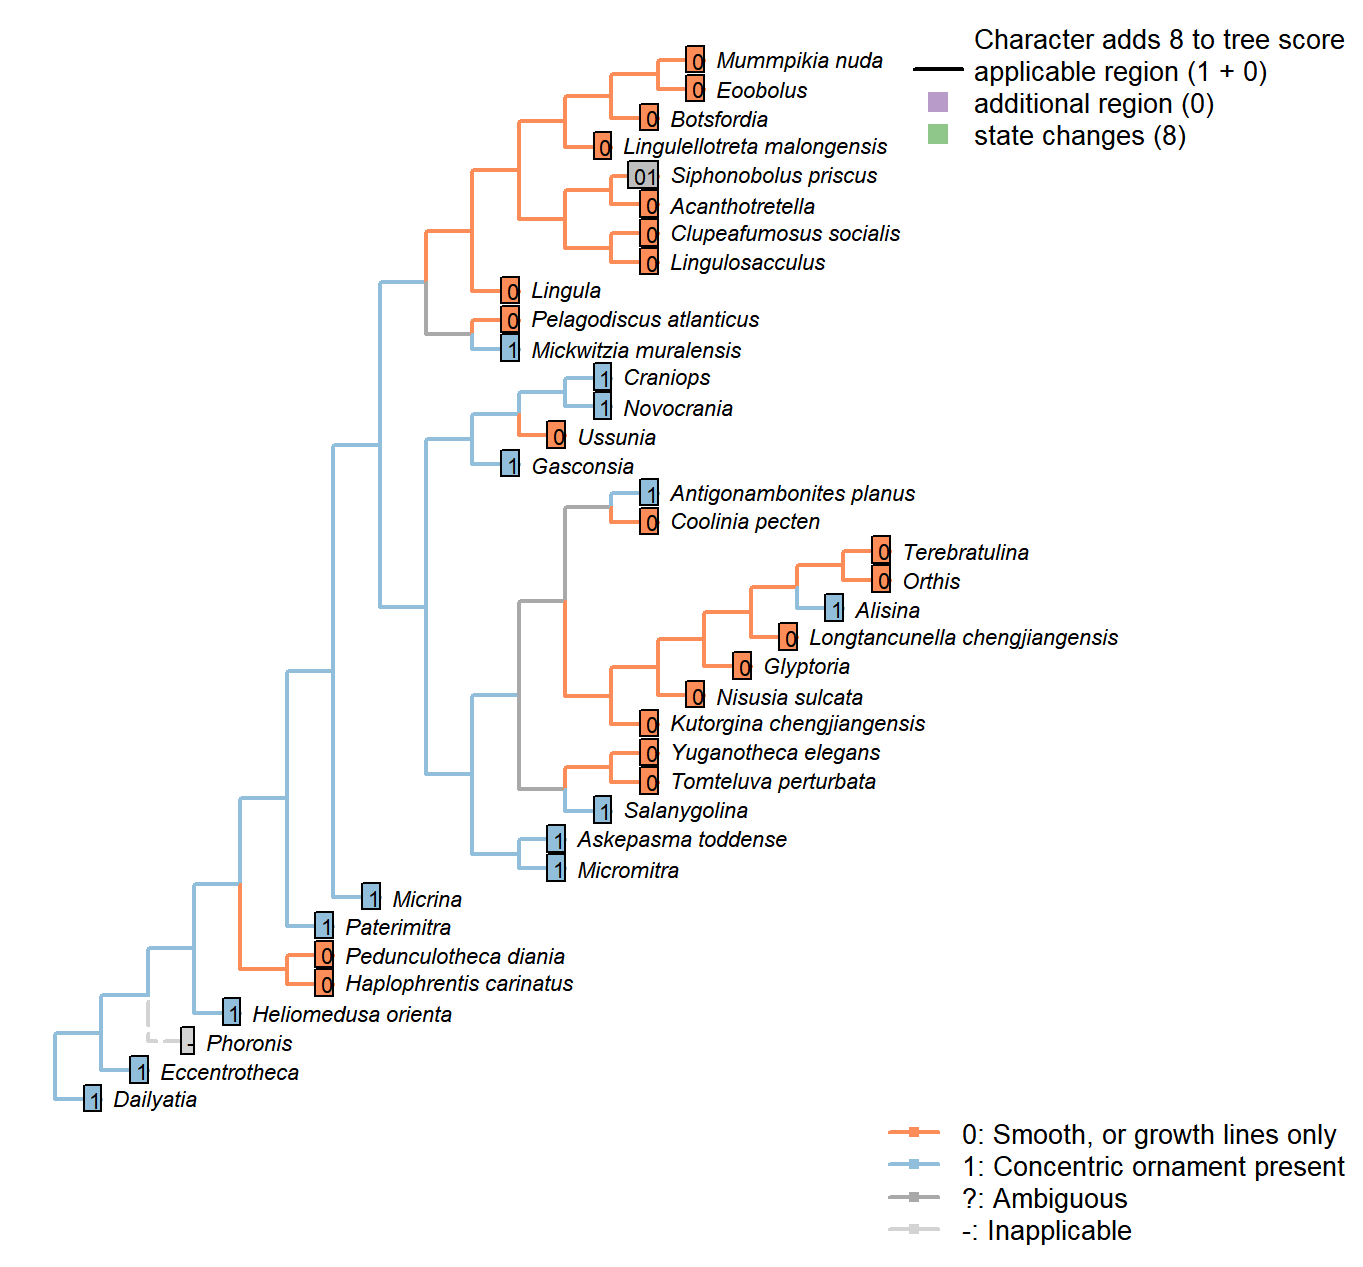 Character adds 8 to tree score
applicable region (1 + 0)
additional region (0)
state changes (8)
0 Mummpikia nuda
0 Eoobolus
0 Botsfordia
0 Lingulellotreta malongensis
01 Siphonobolus priscus
0 Acanthotretella
0 Clupeafumosus socialis
0 Lingulosacculus
0 Lingula
0 Pelagodiscus atlanticus
1 Mickwitzia muralensis
1 Craniops
1 Novocrania
0 Ussunia
1 Gasconsia
1 Antigonambonites planus
0 Coolinia pecten
0 Terebratulina
0 Orthis
1 Alisina
0 Longtancunella chengjiangensis
0 Glyptoria
0 Nisusia sulcata
0 Kutorgina chengjiangensis
0 Yuganotheca elegans
0 Tomteluva perturbata
1 Salanygolina
1 Askepasma toddense
1 Micromitra
1 Micrina
1 Paterimitra
0 Pedunculotheca diania
0 Haplophrentis carinatus
1 Heliomedusa orienta
- Phoronis
1 Eccentrotheca
1 Dailyatia
0: Smooth, or growth lines only
1: Concentric ornament present
?: Ambiguous
-: Inapplicable